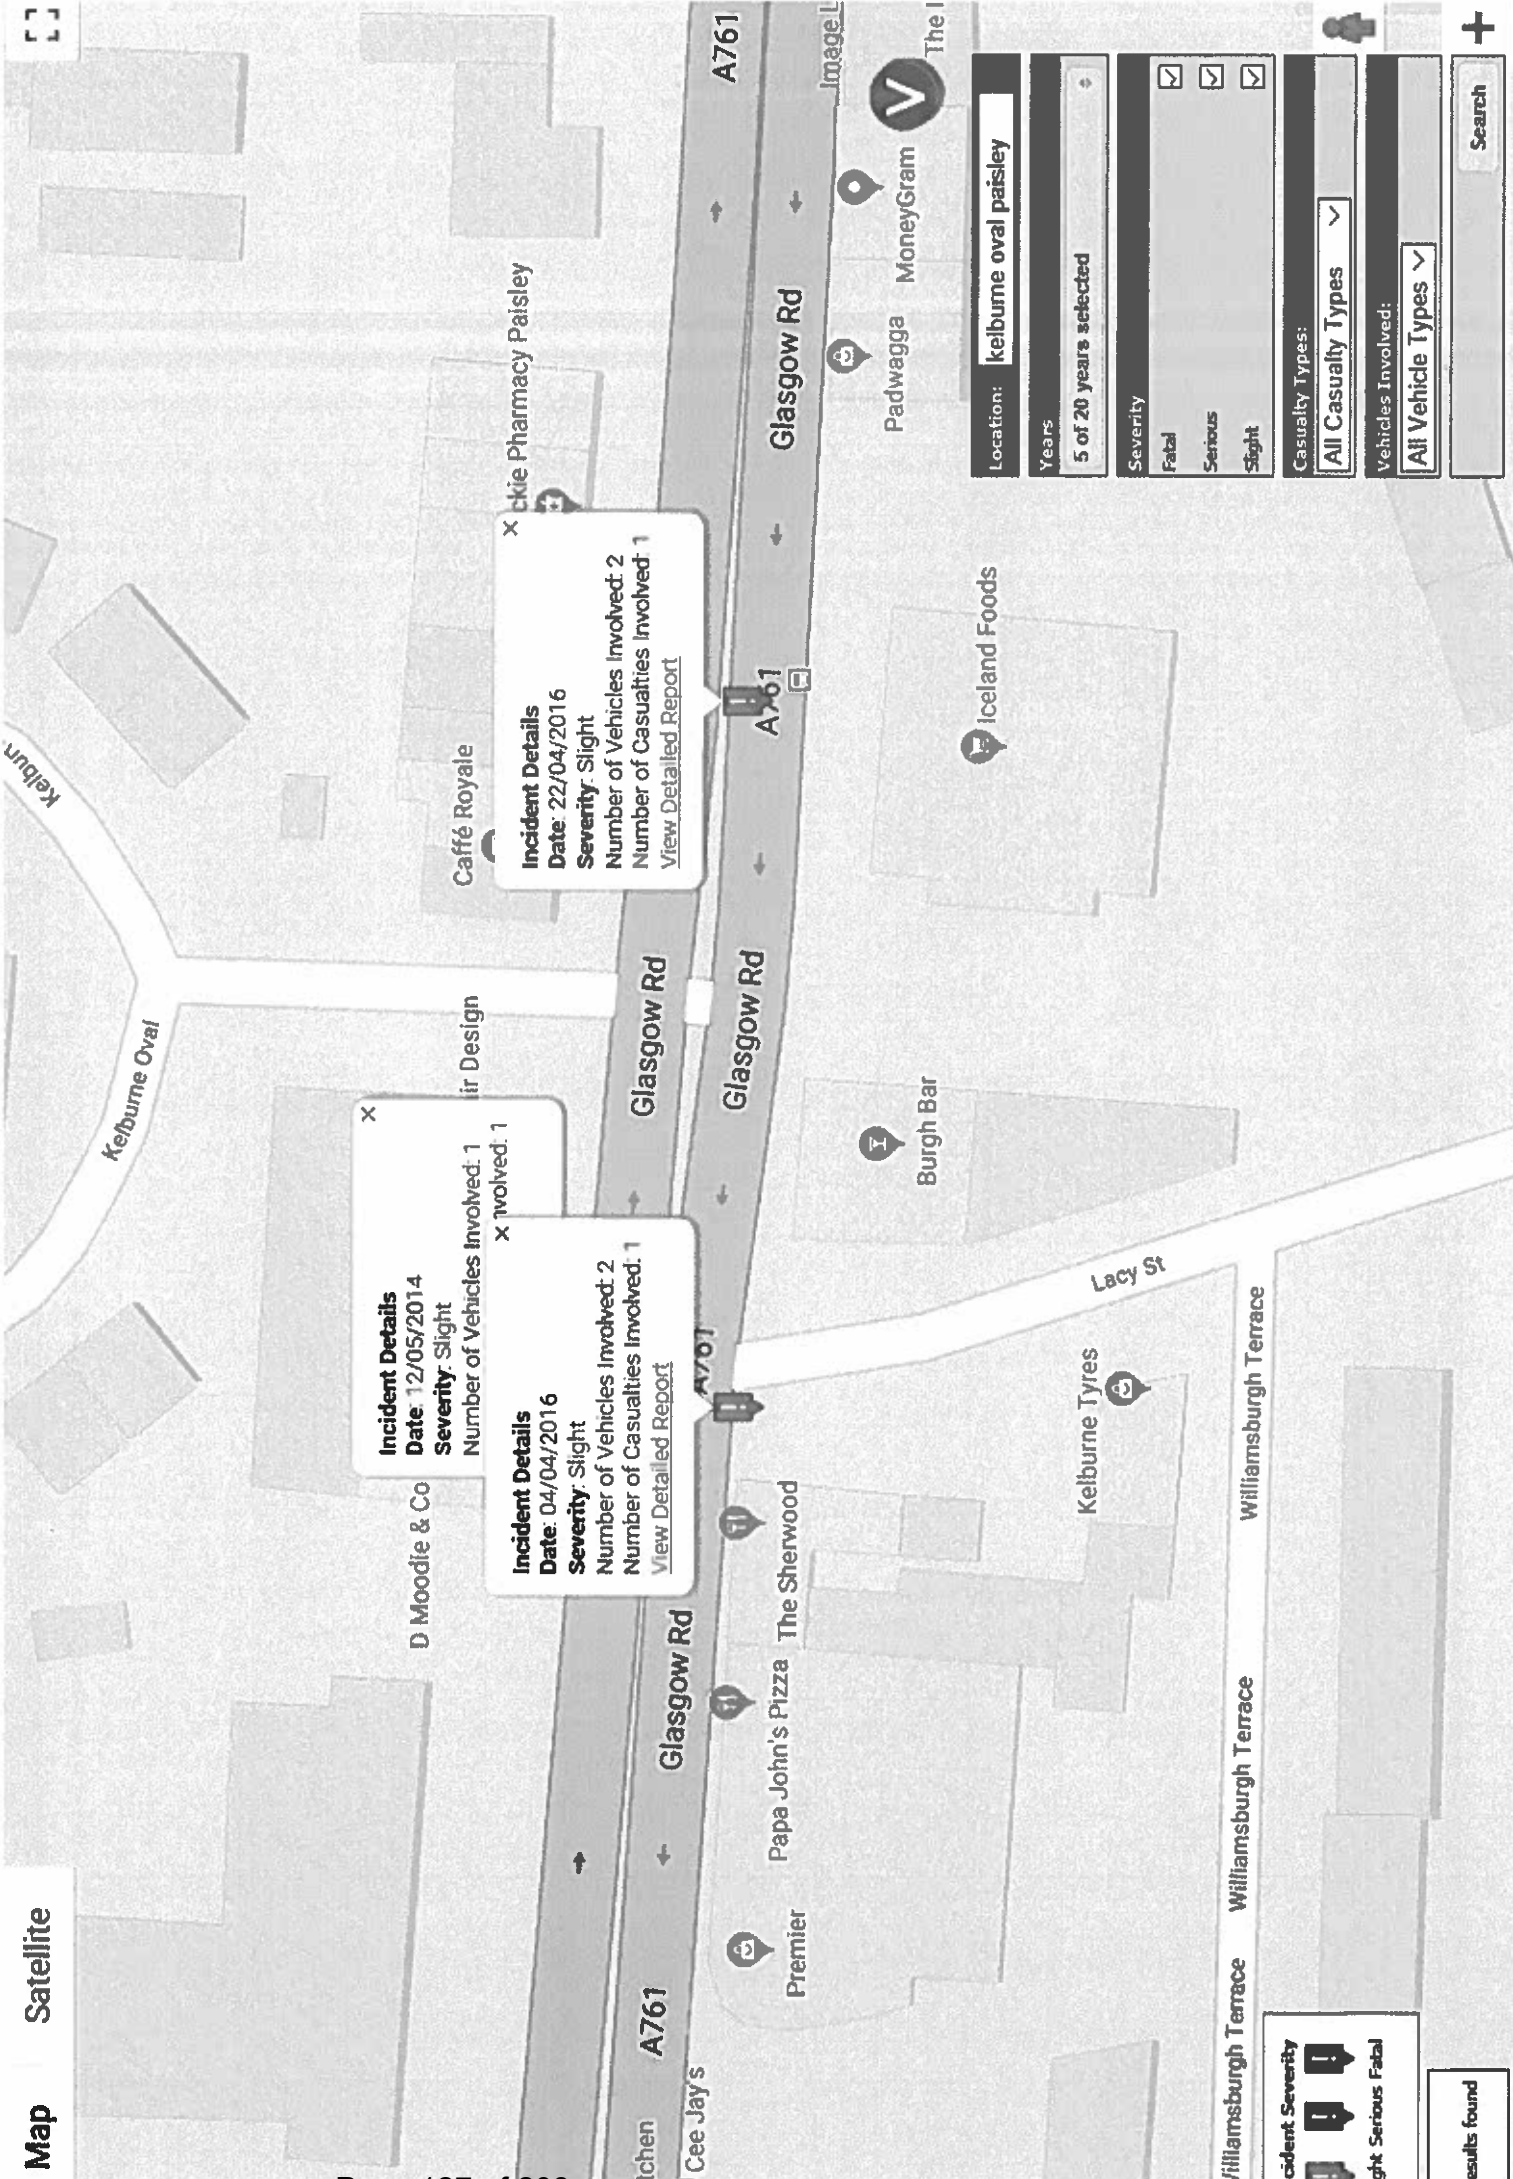 Map Satellite
Kelburne Oval
Kelbun
D Moodie & Co
ir Design
Caffé Royale
ckie Pharmacy Paisley
Incident Details
Date: 12/05/2014
Severity: Slight
Number of Vehicles Involved: 1
nvolved: 1
Incident Details
Date: 04/04/2016
Severity: Slight
Number of Vehicles Involved: 2
Number of Casualties Involved: 1
View Detailed Report
Incident Details
Date: 22/04/2016
Severity: Slight
Number of Vehicles Involved: 2
Number of Casualties Involved: 1
View Detailed Report
A761
Glasgow Rd
A761
Glasgow Rd
Glasgow Rd
A761
Glasgow Rd
A761
tchen
Cee Jay's
Premier
Papa John's Pizza
The Sherwood
Burgh Bar
Iceland Foods
Padwagga
MoneyGram
Image L
The
Lacy St
Kelburne Tyres
Williamsburgh Terrace
Williamsburgh Terrace
Williamsburgh Terrace
Location: kelburne oval paisley
Years
5 of 20 years selected
Severity
Fatal
Serious
Slight
Casualty Types:
All Casualty Types
Vehicles Involved:
All Vehicle Types
Search
cident Severity
ght Serious Fatal
esults found